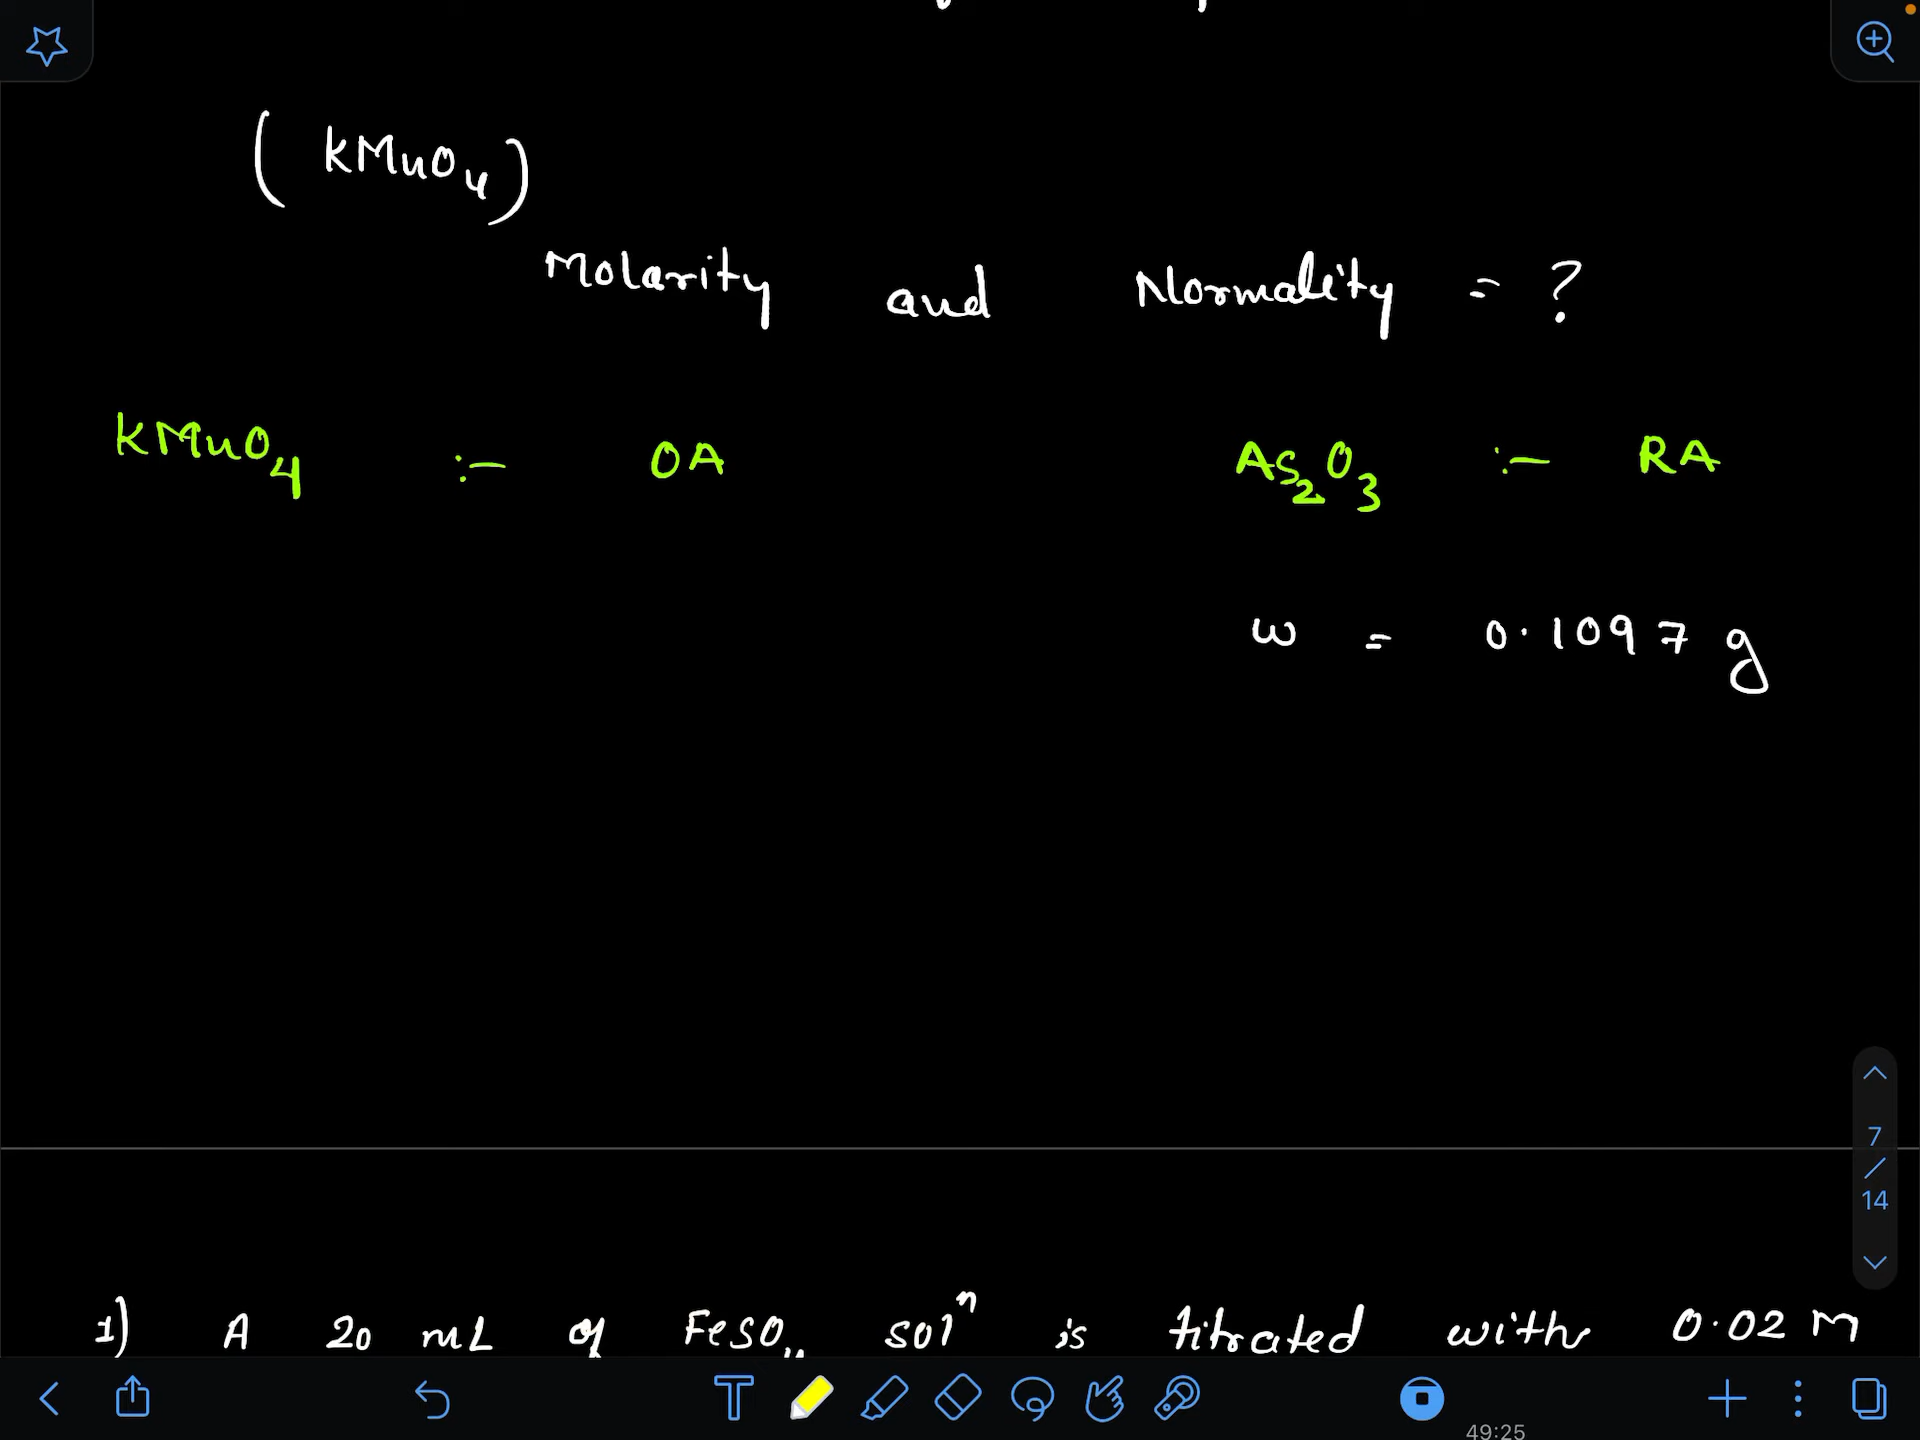 (KMnO4)
Molarity and Normality = ?
KMnO4 :- OA As2O3 :- RA
w = 0.1097 g
7
/
14
1) A 20 mL of FeSO4 solⁿ is titrated with 0.02 M
T
49:25